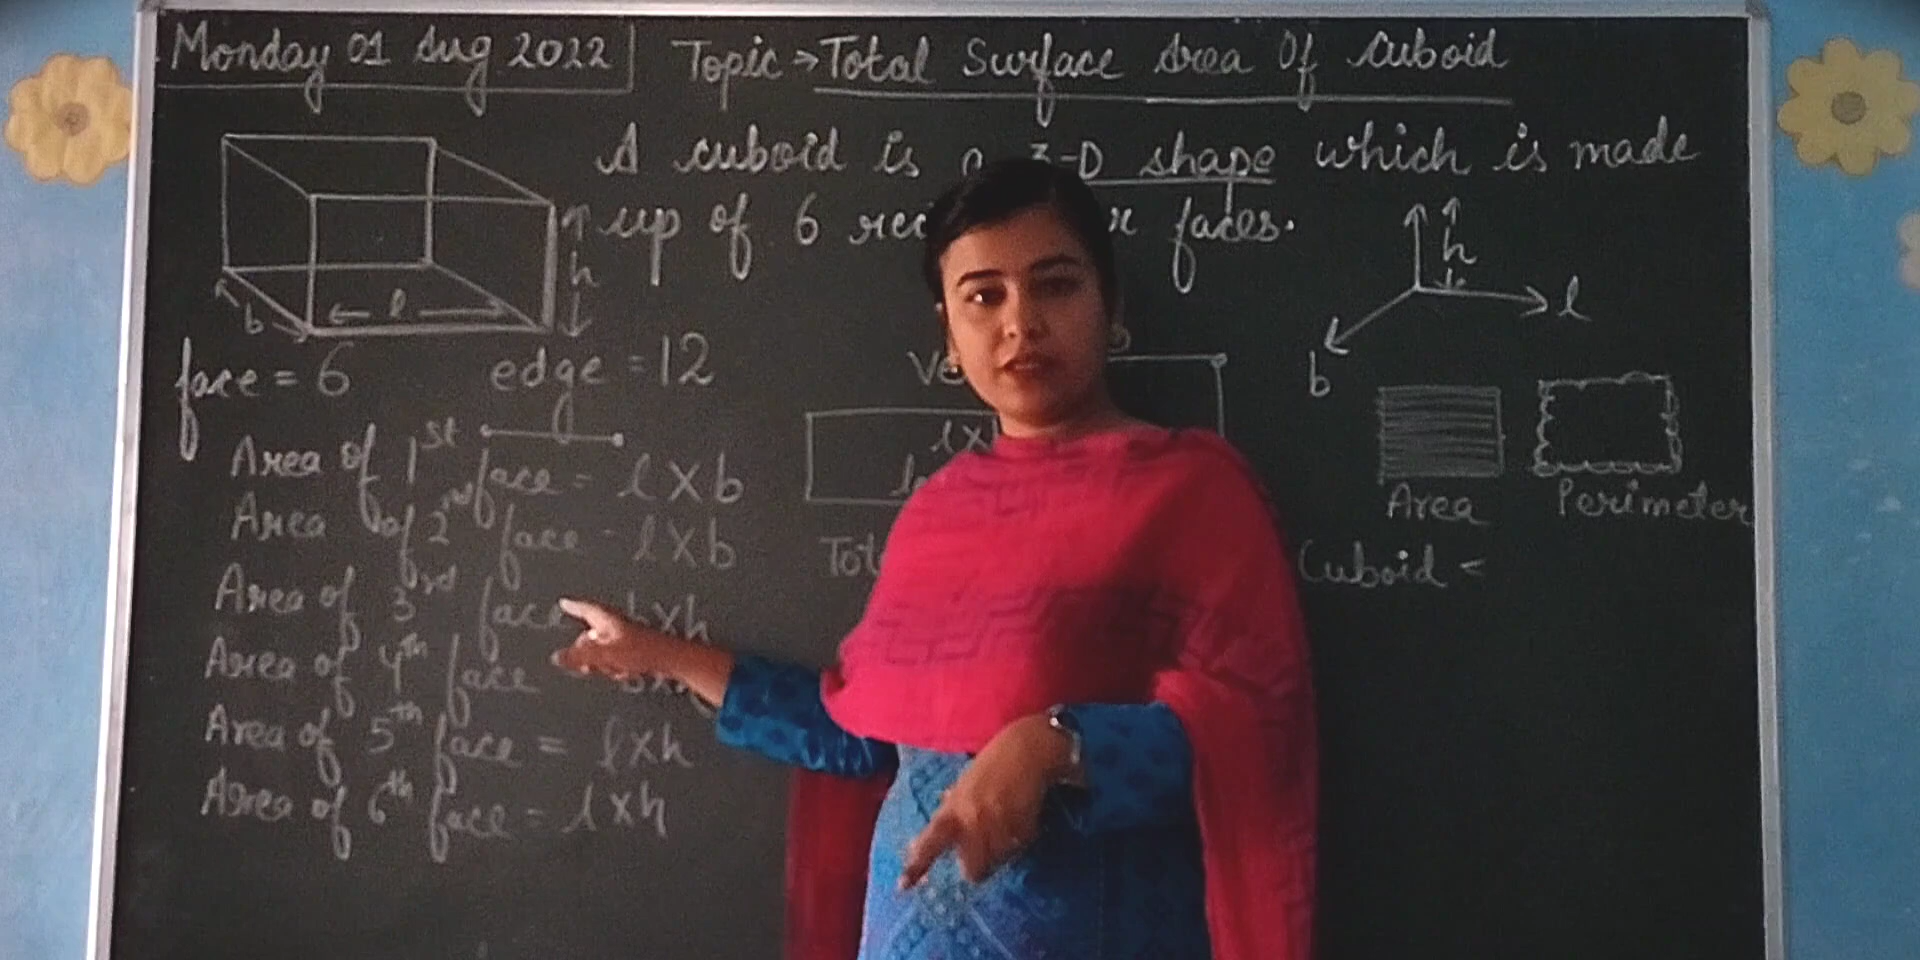 Monday 01 Aug 2022
Topic → Total Surface Area Of cuboid
A cuboid is a 3-D shape which is made
up of 6 faces.
h
l
b
h
l
b
face = 6 edge = 12
Area of 1st face = l x b
Area of 2nd face = l x b
Area of 3rd face b x h
Area of 4th face
Area of 5th face = l x h
Area of 6th face = l x h
Area Perimeter
Cuboid =